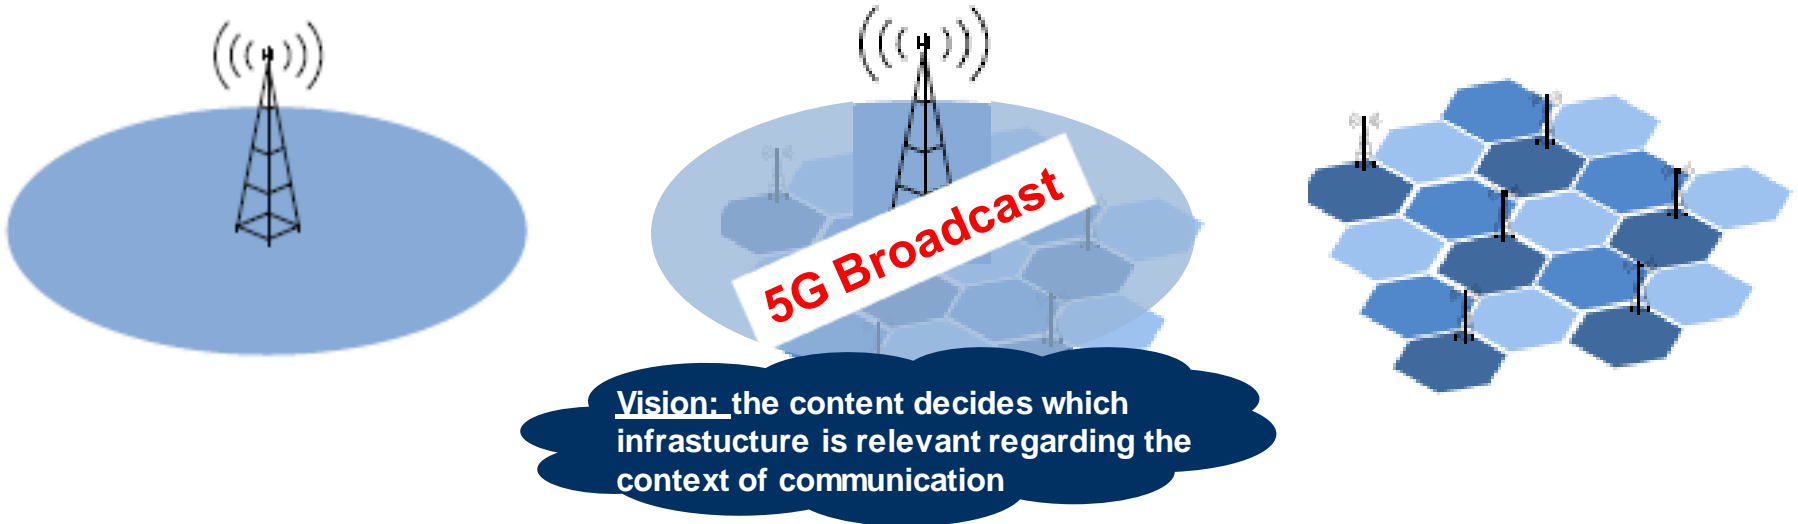 5G Broadcast
Vision: the content decides which
infrastucture is relevant regarding the
context of communication